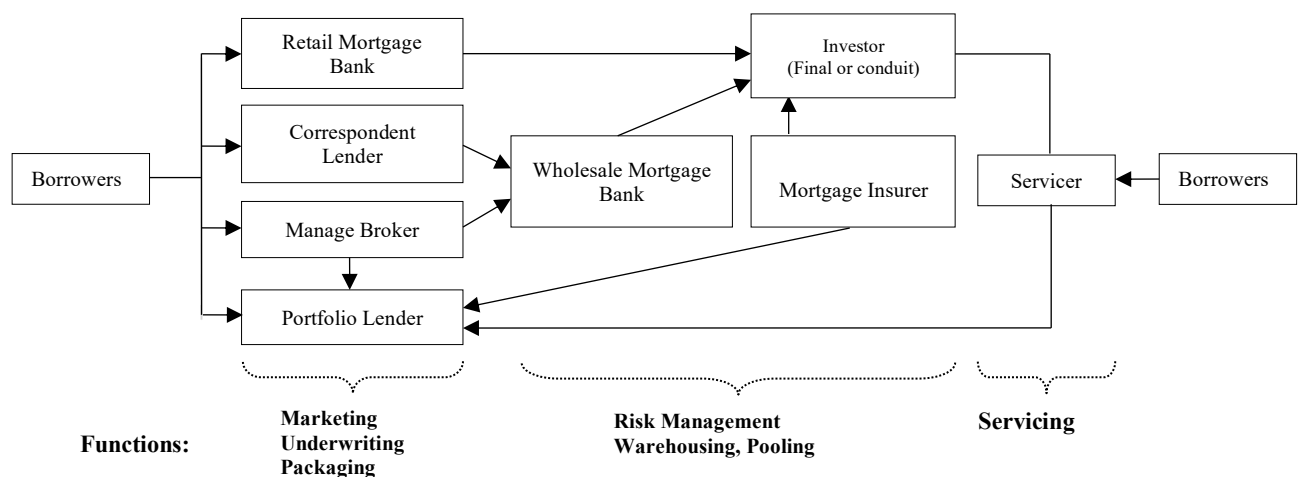 Retail Mortgage
Bank
Investor
(Final or conduit)
Correspondent
Lender
Borrowers
Wholesale Mortgage
Bank
Mortgage Insurer
Servicer
Borrowers
Manage Broker
Portfolio Lender
Functions:
Marketing
Underwriting
Packaging
Risk Management
Warehousing, Pooling
Servicing